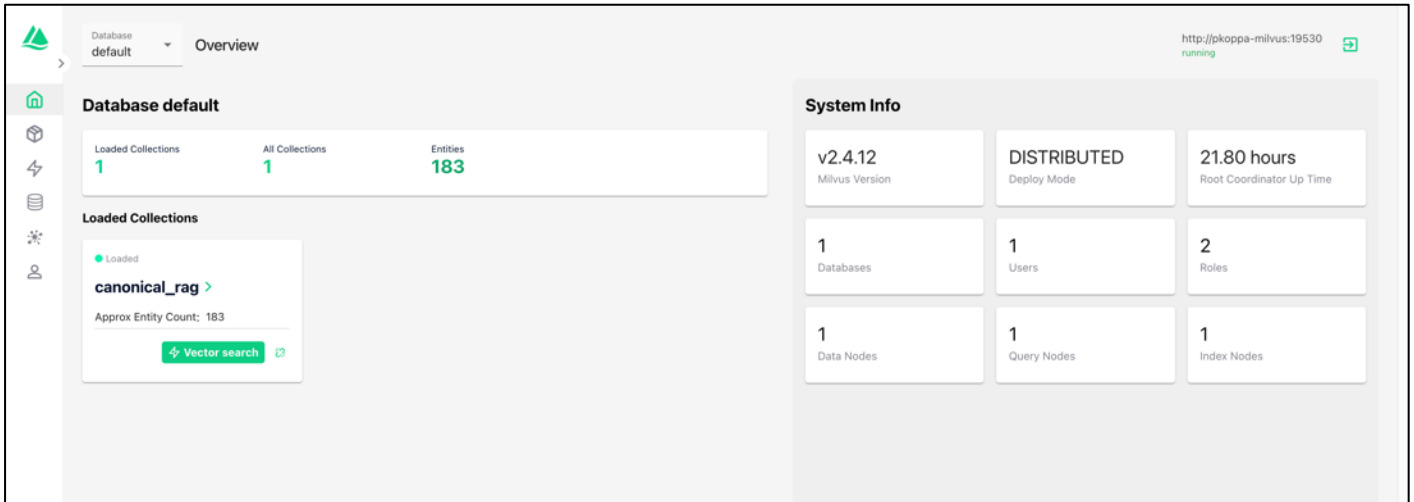 Database
default
Overview
http://pkoppa-milvus:19530
running
Database default
Loaded Collections
All Collections
Entities
1
1
183
Loaded Collections
Loaded
canonical_rag >
Approx Entity Count: 183
Vector search
System Info
v2.4.12
Milvus Version
DISTRIBUTED
Deploy Mode
21.80 hours
Root Coordinator Up Time
1
Databases
1
Users
2
Roles
1
Data Nodes
1
Query Nodes
1
Index Nodes